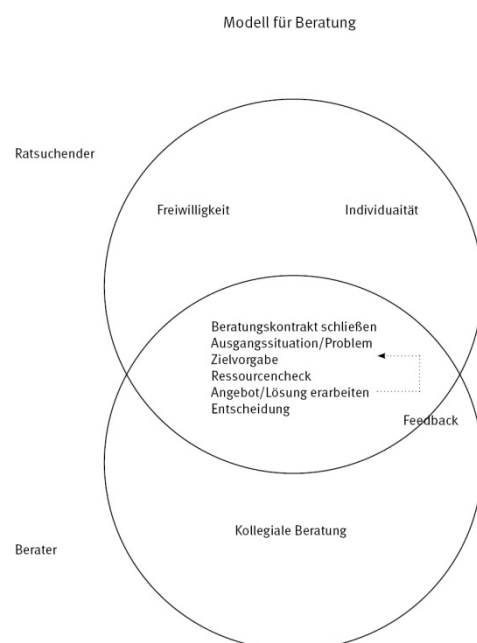 Modell für Beratung
Ratsuchender
Freiwilligkeit
Individuaität
Beratungskontrakt schließen
Ausgangssituation/Problem
Zielvorgabe
Ressourcencheck
Angebot/Lösung erarbeiten
Entscheidung
Feedback
Kollegiale Beratung
Berater